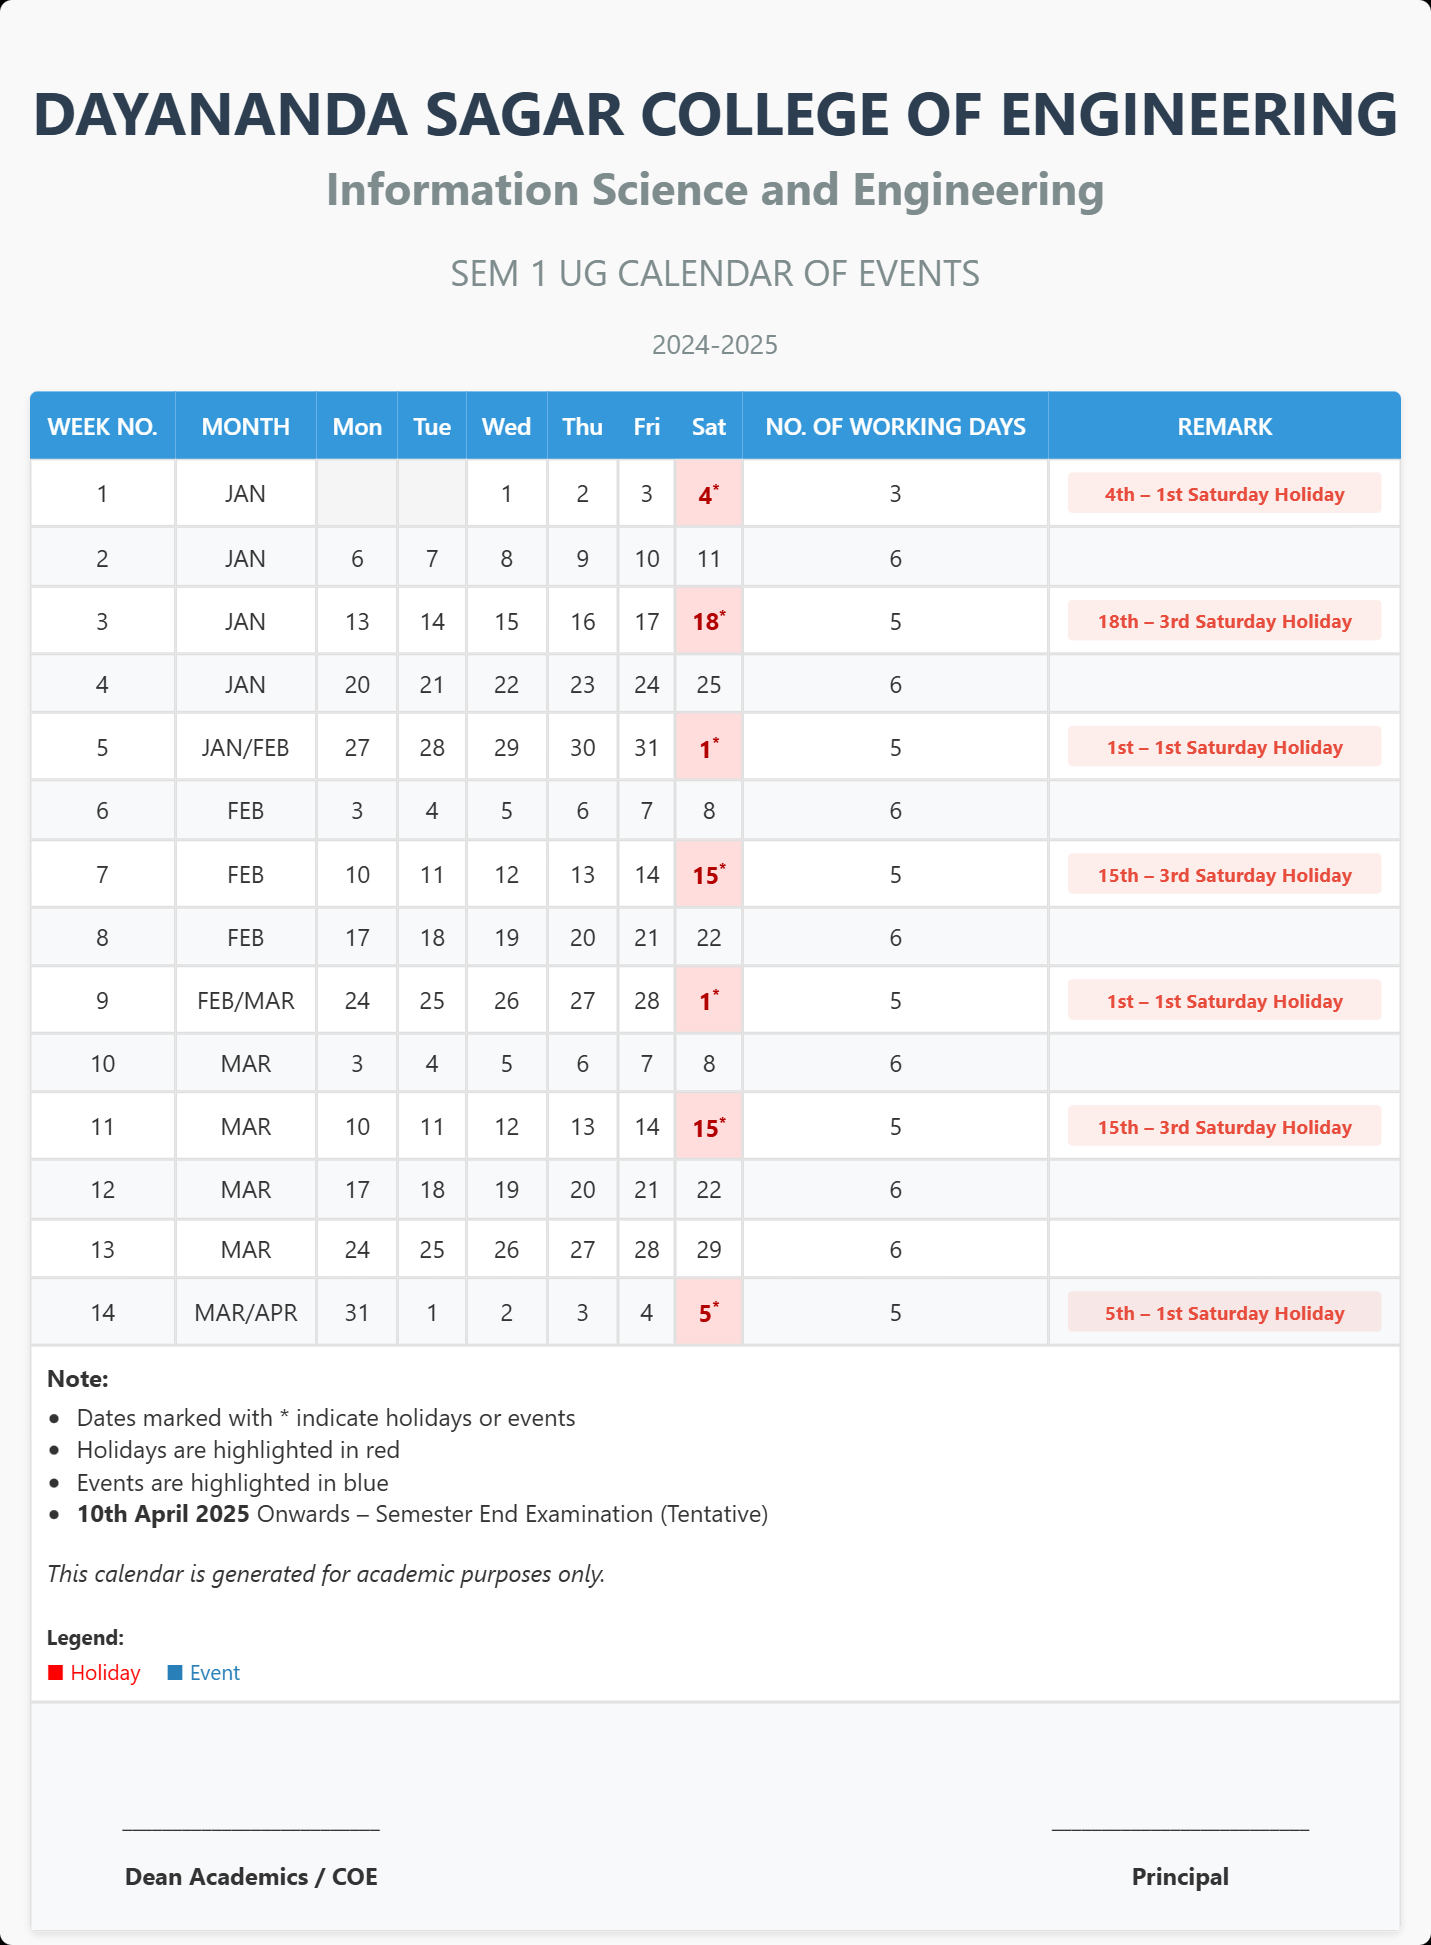 DAYANANDA SAGAR COLLEGE OF ENGINEERING
Information Science and Engineering
SEM 1 UG CALENDAR OF EVENTS
2024-2025
WEEK NO. MONTH Mon Tue Wed Thu Fri Sat NO. OF WORKING DAYS REMARK
1 JAN 1 2 3 4* 3 4th – 1st Saturday Holiday
2 JAN 6 7 8 9 10 11 6
3 JAN 13 14 15 16 17 18* 5 18th – 3rd Saturday Holiday
4 JAN 20 21 22 23 24 25 6
5 JAN/FEB 27 28 29 30 31 1* 5 1st – 1st Saturday Holiday
6 FEB 3 4 5 6 7 8 6
7 FEB 10 11 12 13 14 15* 5 15th – 3rd Saturday Holiday
8 FEB 17 18 19 20 21 22 6
9 FEB/MAR 24 25 26 27 28 1* 5 1st – 1st Saturday Holiday
10 MAR 3 4 5 6 7 8 6
11 MAR 10 11 12 13 14 15* 5 15th – 3rd Saturday Holiday
12 MAR 17 18 19 20 21 22 6
13 MAR 24 25 26 27 28 29 6
14 MAR/APR 31 1 2 3 4 5* 5 5th – 1st Saturday Holiday
Note:
• Dates marked with * indicate holidays or events
• Holidays are highlighted in red
• Events are highlighted in blue
• 10th April 2025 Onwards – Semester End Examination (Tentative)
This calendar is generated for academic purposes only.
Legend:
■ Holiday ■ Event
Dean Academics / COE Principal